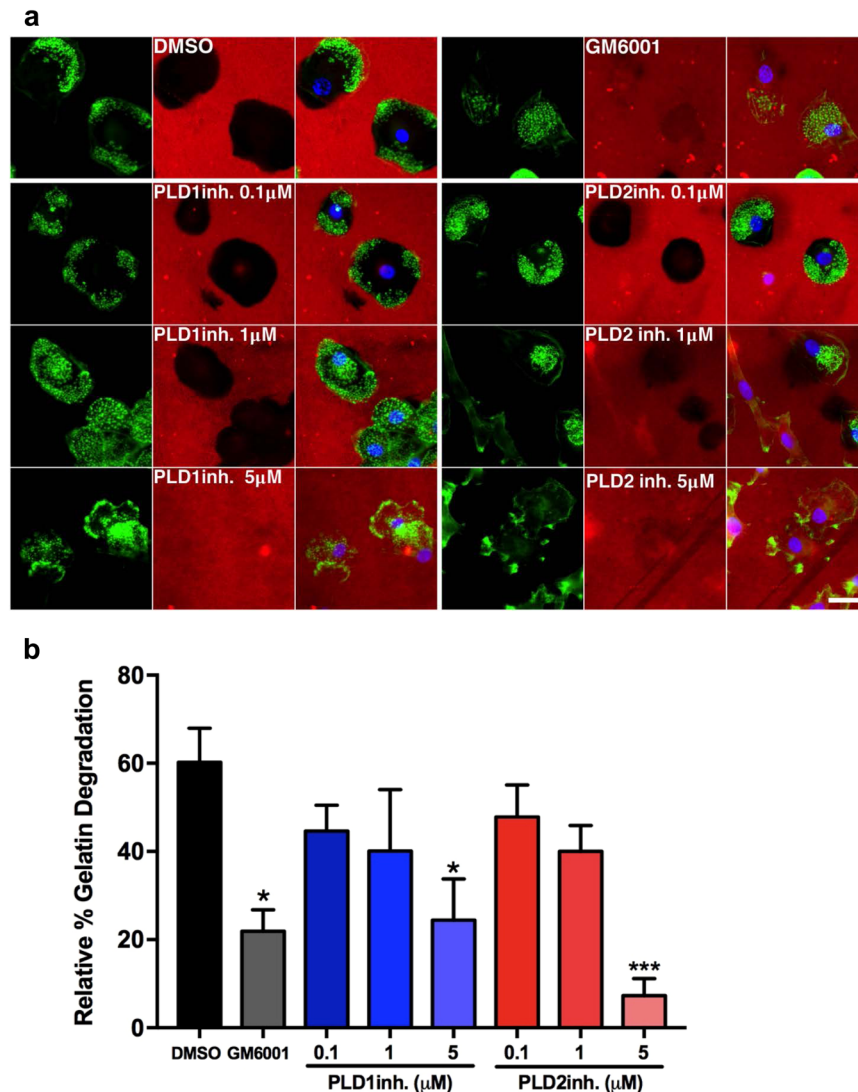 a
DMSO
GM6001
PLD1inh. 0.1µM
PLD2inh. 0.1µM
PLD1inh. 1µM
PLD2 inh. 1µM
PLD1inh. 5µM
PLD2 inh. 5µM
b
Relative % Gelatin Degradation
80
60
40
20
0
*
*
***
DMSO GM6001 0.1 1 5 0.1 1 5
PLD1inh. (µM) PLD2inh. (µM)